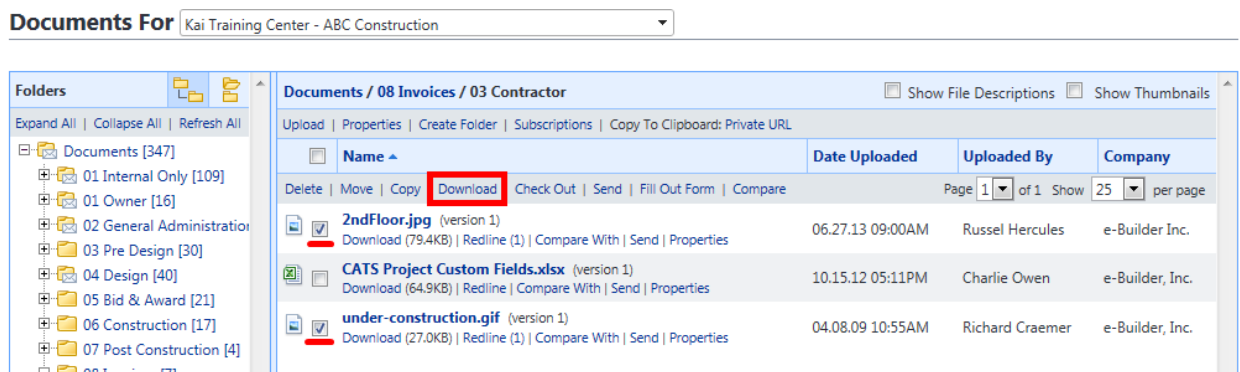 Documents For Kai Training Center - ABC Construction
Folders
Expand All | Collapse All | Refresh All
Documents [347]
01 Internal Only [109]
01 Owner [16]
02 General Administration
03 Pre Design [30]
04 Design [40]
05 Bid & Award [21]
06 Construction [17]
07 Post Construction [4]
Documents / 08 Invoices / 03 Contractor Show File Descriptions Show Thumbnails
Upload | Properties | Create Folder | Subscriptions | Copy To Clipboard: Private URL
Name Date Uploaded Uploaded By Company
Delete | Move | Copy | Download | Check Out | Send | Fill Out Form | Compare Page 1 of 1 Show 25 per page
2ndFloor.jpg (version 1) 06.27.13 09:00AM Russel Hercules e-Builder Inc.
Download (79.4KB) | Redline (1) | Compare With | Send | Properties
CATS Project Custom Fields.xlsx (version 1) 10.15.12 05:11PM Charlie Owen e-Builder, Inc.
Download (64.9KB) | Redline | Compare With | Send | Properties
under-construction.gif (version 1) 04.08.09 10:55AM Richard Craemer e-Builder, Inc.
Download (27.0KB) | Redline (1) | Compare With | Send | Properties